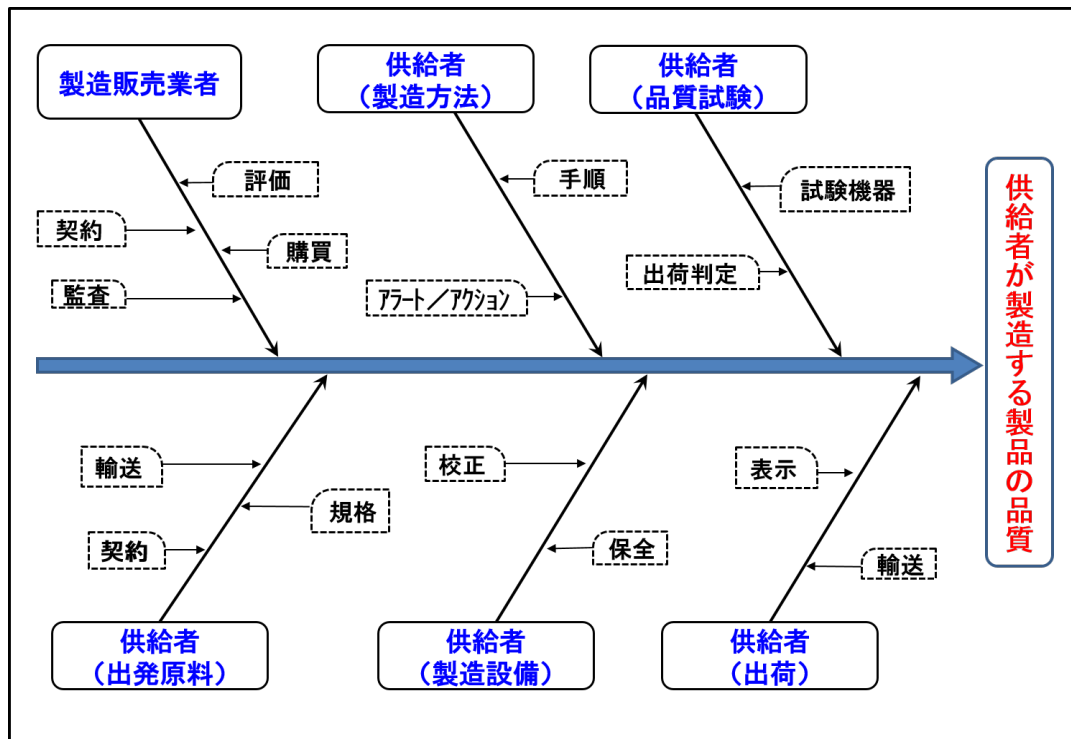 製造販売業者
供給者
（製造方法）
供給者
（品質試験）
評価
契約
購買
監査
手順
ｱﾗｰﾄ／ｱｸｼｮﾝ
試験機器
出荷判定
供給者が製造する製品の品質
輸送
規格
契約
校正
保全
表示
輸送
供給者
（出発原料）
供給者
（製造設備）
供給者
（出荷）